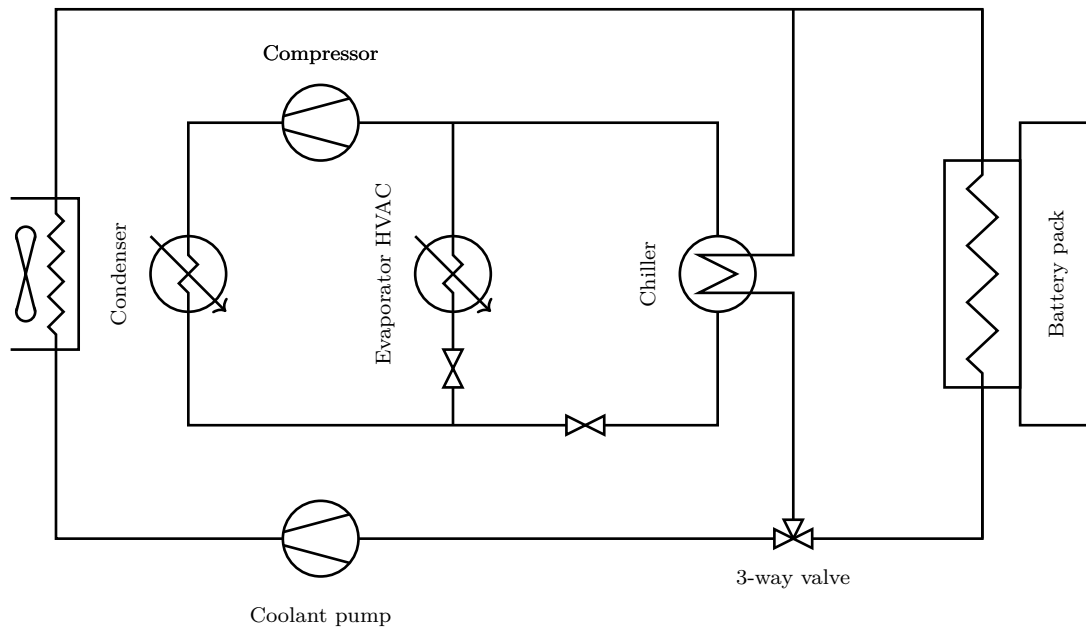 Compressor
Condenser
Evaporator HVAC
Chiller
Battery pack
3-way valve
Coolant pump